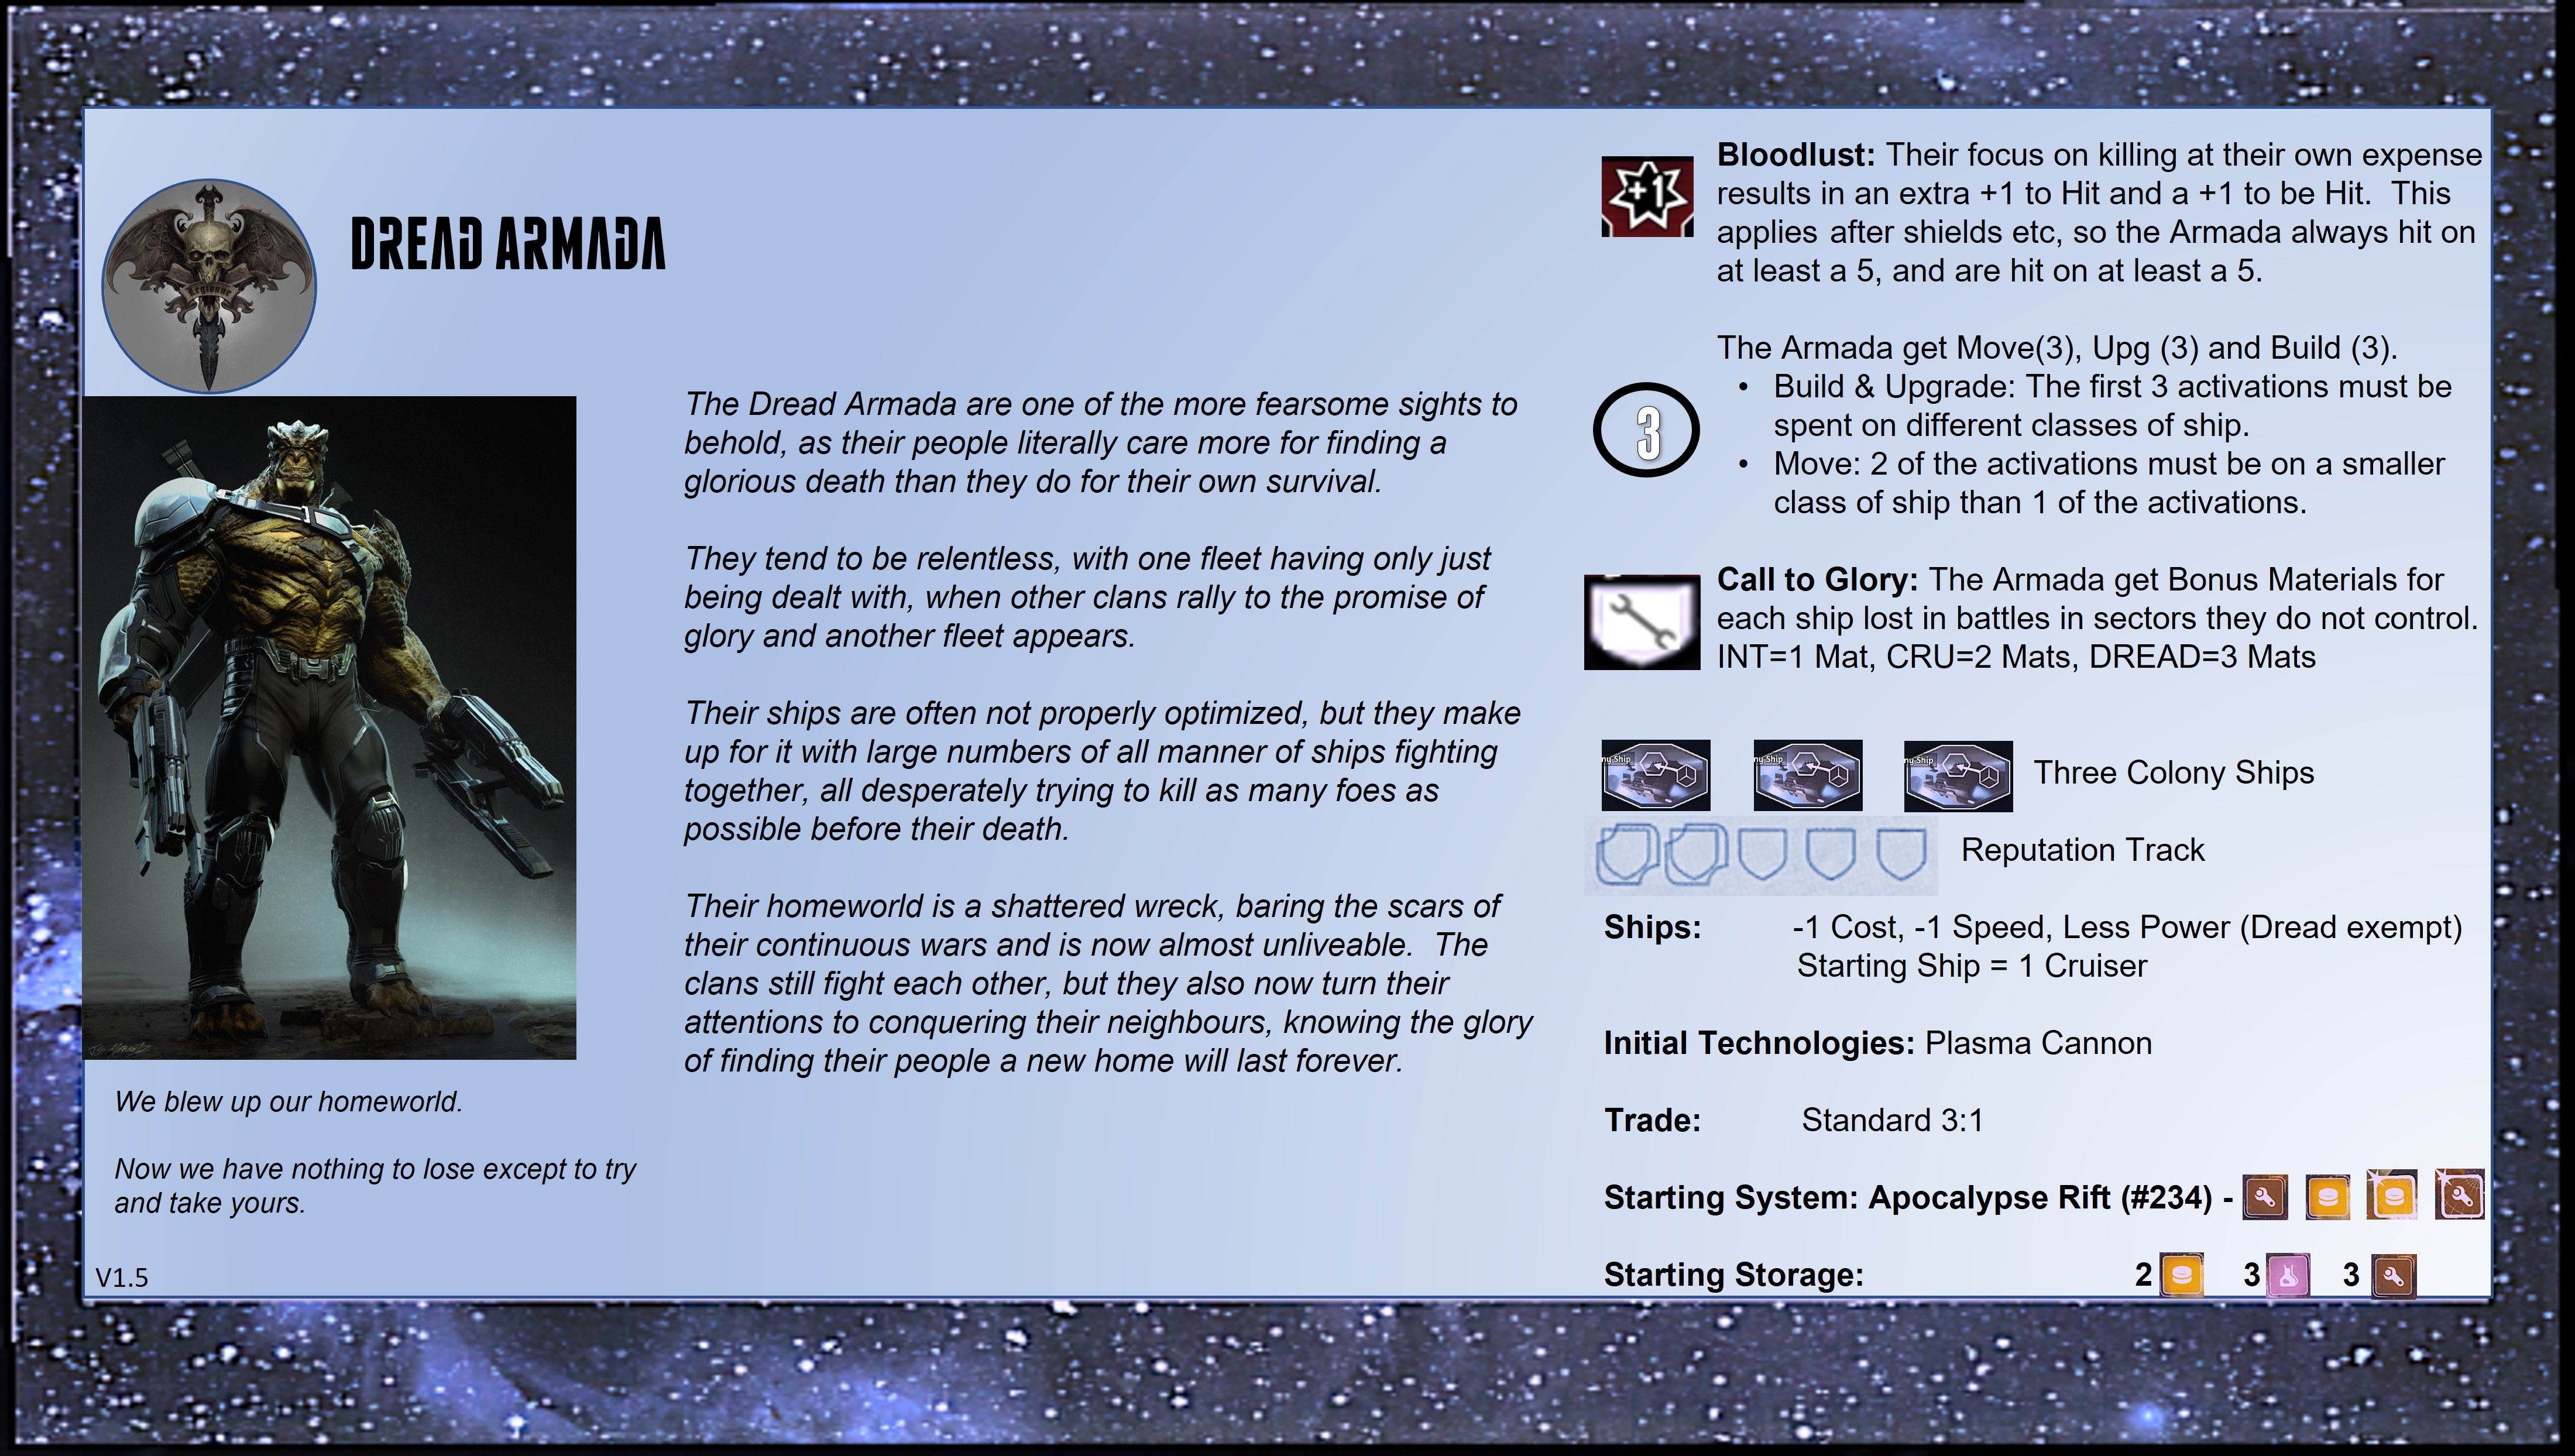 DREAD ARMADA
Legionne
We blew up our homeworld.
Now we have nothing to lose except to try
and take yours.
V1.5
The Dread Armada are one of the more fearsome sights to
behold, as their people literally care more for finding a
glorious death than they do for their own survival.
They tend to be relentless, with one fleet having only just
being dealt with, when other clans rally to the promise of
glory and another fleet appears.
Their ships are often not properly optimized, but they make
up for it with large numbers of all manner of ships fighting
together, all desperately trying to kill as many foes as
possible before their death.
Their homeworld is a shattered wreck, baring the scars of
their continuous wars and is now almost unliveable. The
clans still fight each other, but they also now turn their
attentions to conquering their neighbours, knowing the glory
of finding their people a new home will last forever.
+1
Bloodlust: Their focus on killing at their own expense
results in an extra +1 to Hit and a +1 to be Hit. This
applies after shields etc, so the Armada always hit on
at least a 5, and are hit on at least a 5.
3
The Armada get Move(3), Upg (3) and Build (3).
• Build & Upgrade: The first 3 activations must be
spent on different classes of ship.
• Move: 2 of the activations must be on a smaller
class of ship than 1 of the activations.
Call to Glory: The Armada get Bonus Materials for
each ship lost in battles in sectors they do not control.
INT=1 Mat, CRU=2 Mats, DREAD=3 Mats
ny Ship ny Ship ny Ship Three Colony Ships
Reputation Track
Ships: -1 Cost, -1 Speed, Less Power (Dread exempt)
Starting Ship = 1 Cruiser
Initial Technologies: Plasma Cannon
Trade: Standard 3:1
Starting System: Apocalypse Rift (#234) -
Starting Storage: 2 3 3